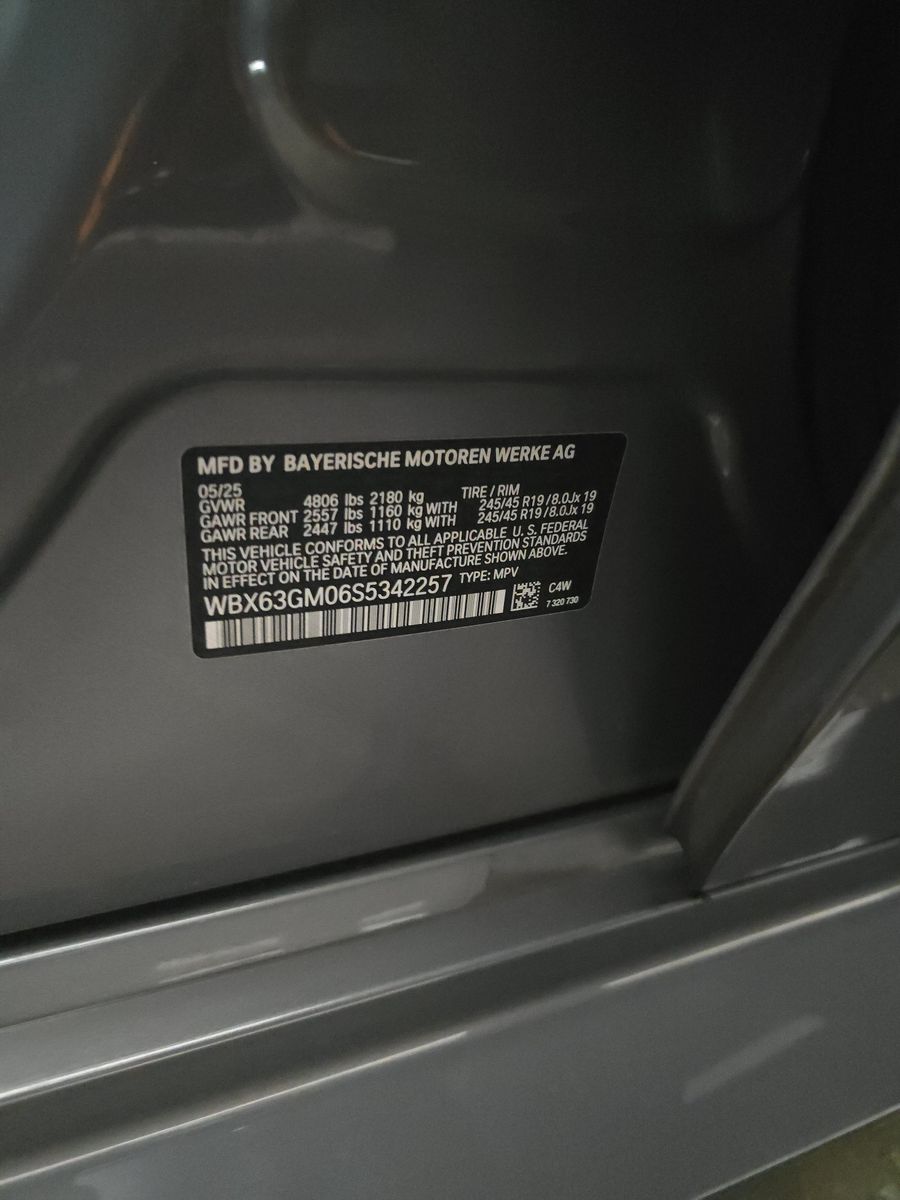 MFD BY BAYERISCHE MOTOREN WERKE AG
05/25 TIRE / RIM
GVWR 4806 lbs 2180 kg
GAWR FRONT 2557 lbs 1160 kg WITH 245/45 R19 / 8.0Jx 19
GAWR REAR 2447 lbs 1110 kg WITH 245/45 R19 / 8.0Jx 19
THIS VEHICLE CONFORMS TO ALL APPLICABLE U. S. FEDERAL
MOTOR VEHICLE SAFETY AND THEFT PREVENTION STANDARDS
IN EFFECT ON THE DATE OF MANUFACTURE SHOWN ABOVE.
WBX63GM06S5342257 TYPE: MPV
C4W
7 320 730